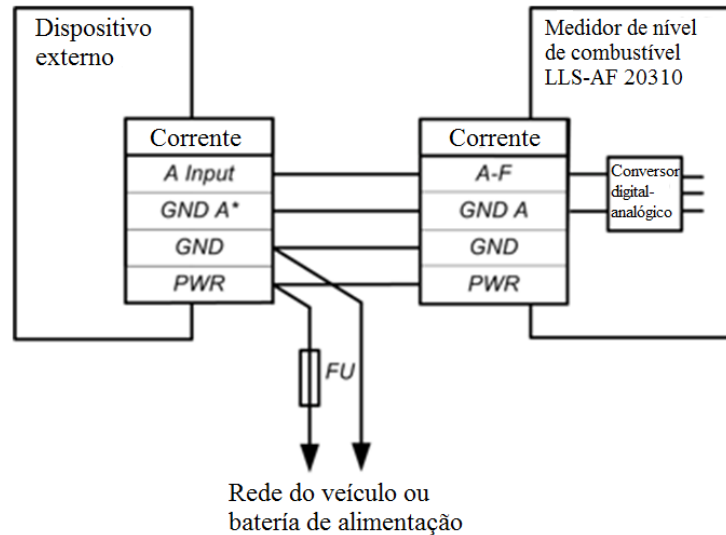 Dispositivo
externo
Medidor de nível
de combustível
LLS-AF 20310
Corrente
A Input
GND A*
GND
PWR
Corrente
A-F
GND A
GND
PWR
Conversor
digital-
analógico
FU
Rede do veículo ou
batería de alimentação